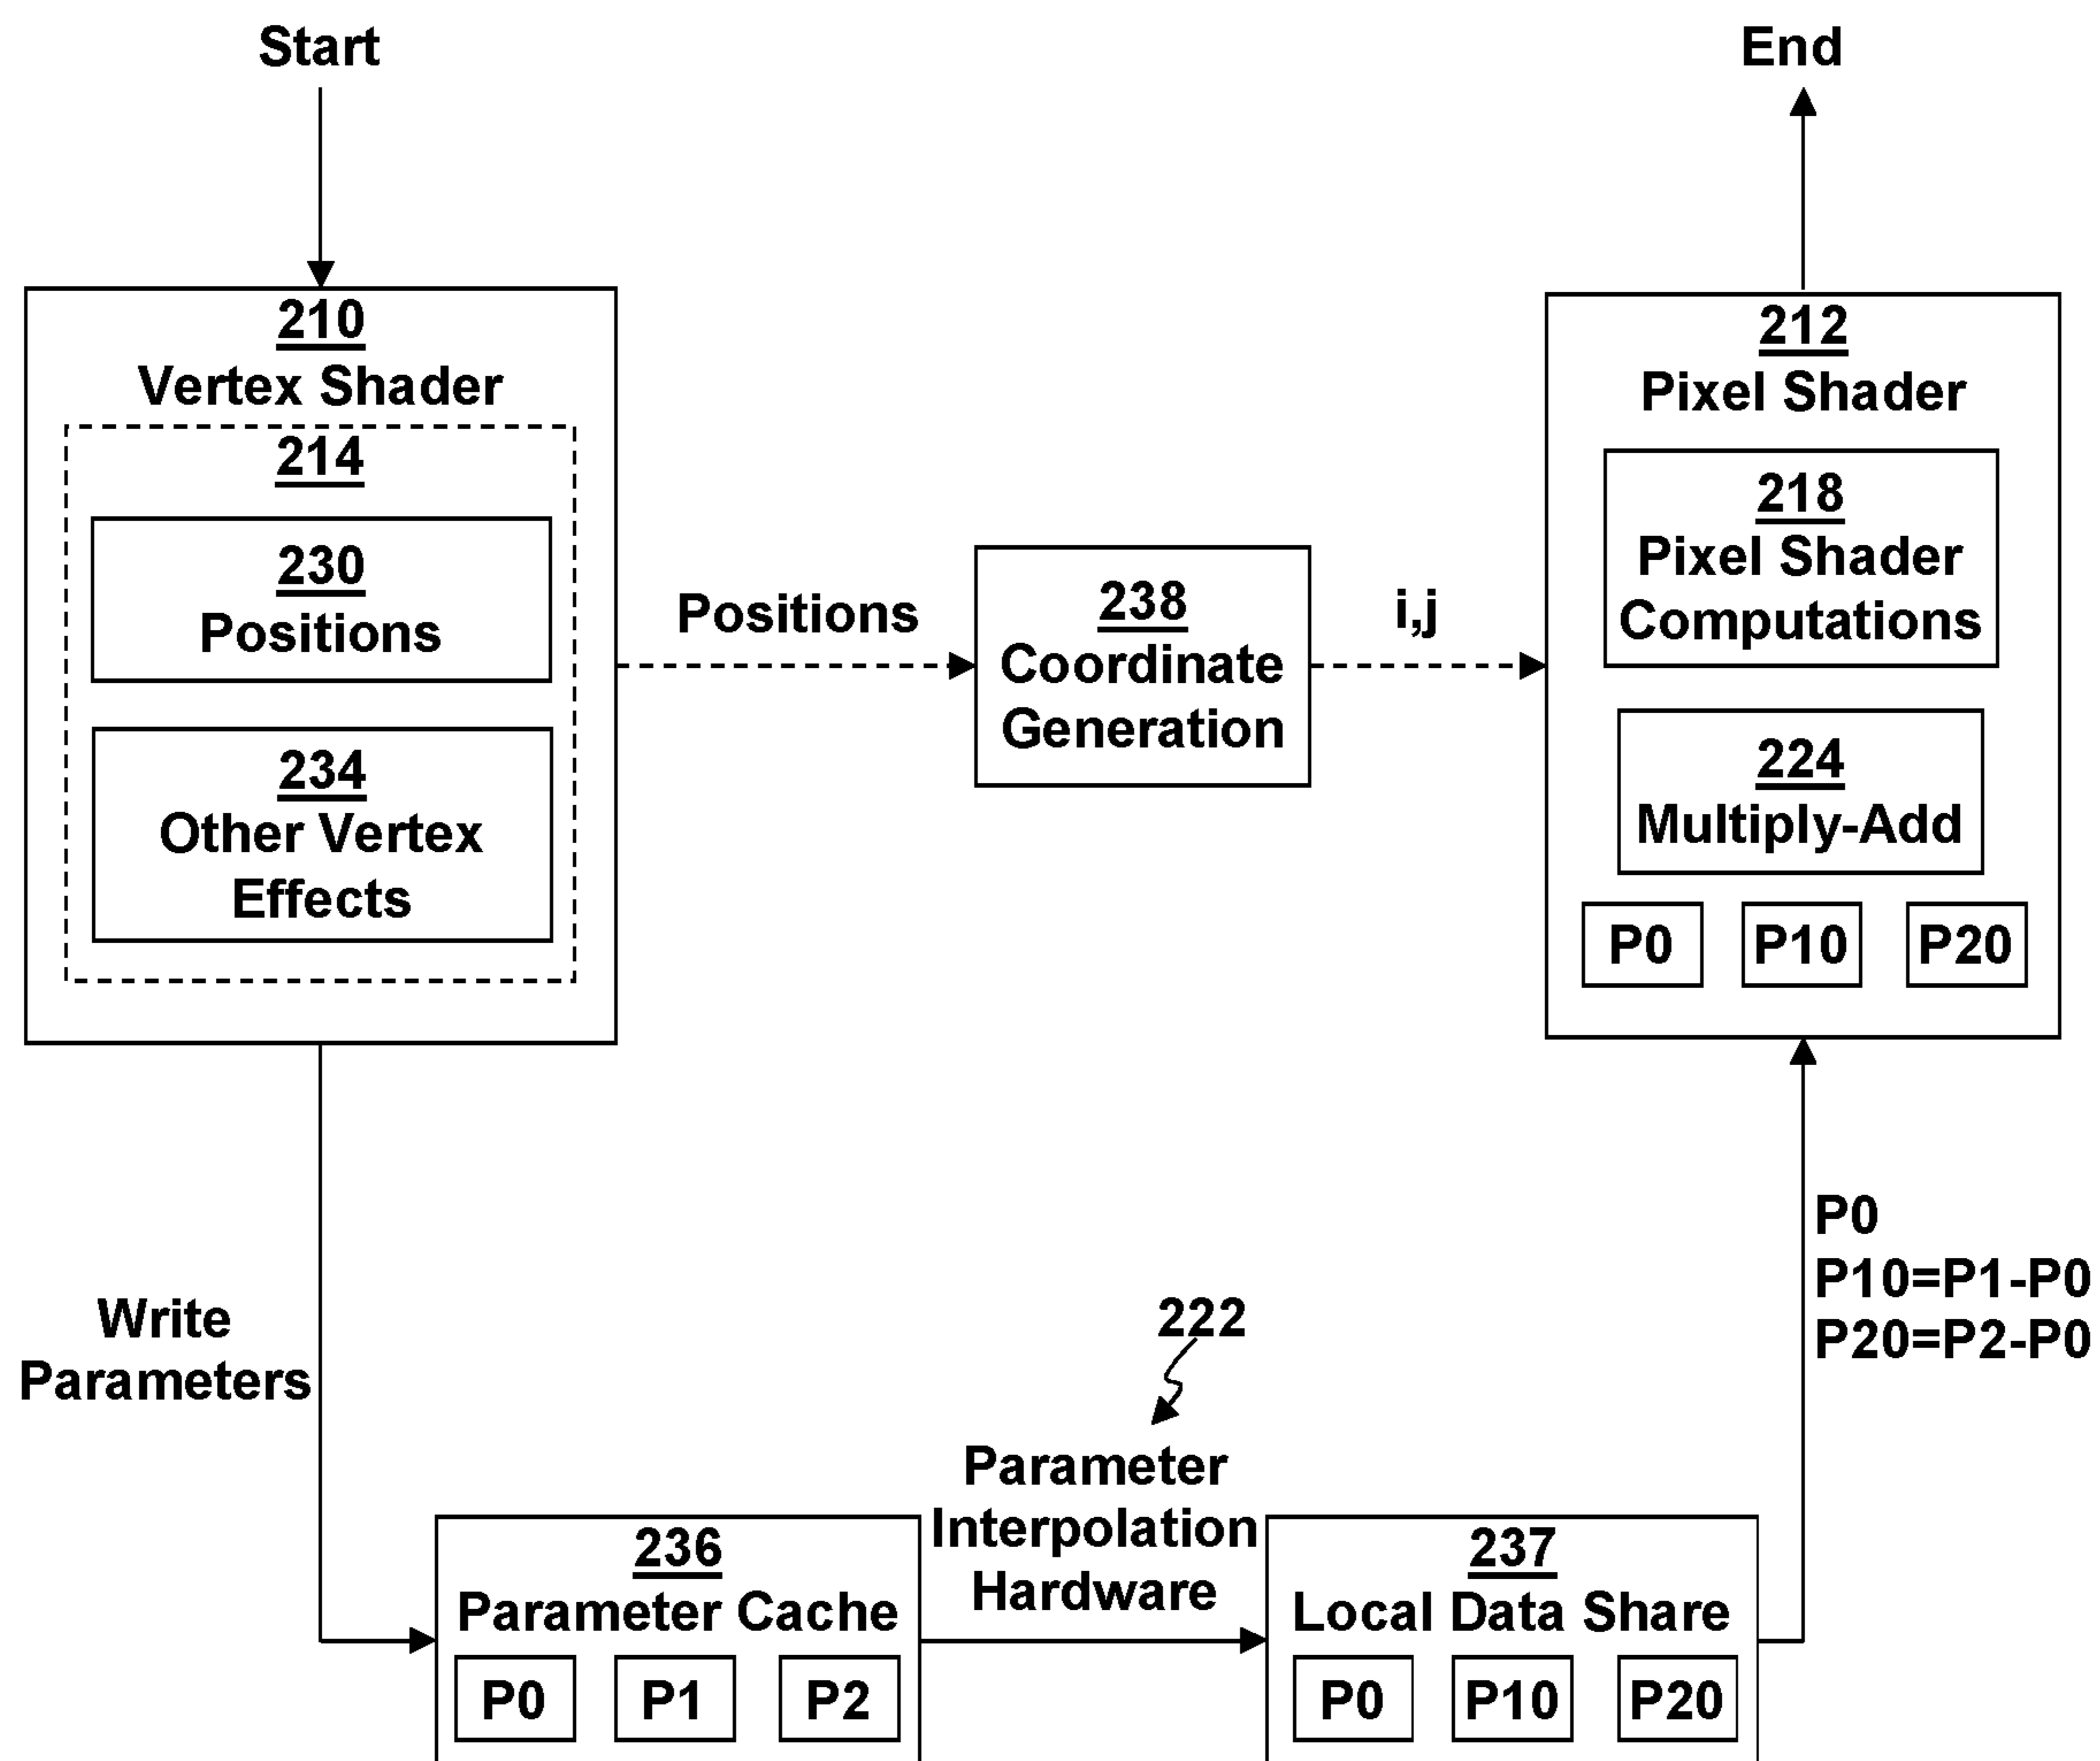 Start
End
210
Vertex Shader
214
230
Positions
234
Other Vertex
Effects
Positions
238
Coordinate
Generation
i,j
212
Pixel Shader
218
Pixel Shader
Computations
224
Multiply-Add
P0
P10
P20
Write
Parameters
236
Parameter Cache
P0
P1
P2
222
Parameter
Interpolation
Hardware
237
Local Data Share
P0
P10
P20
P0
P10=P1-P0
P20=P2-P0